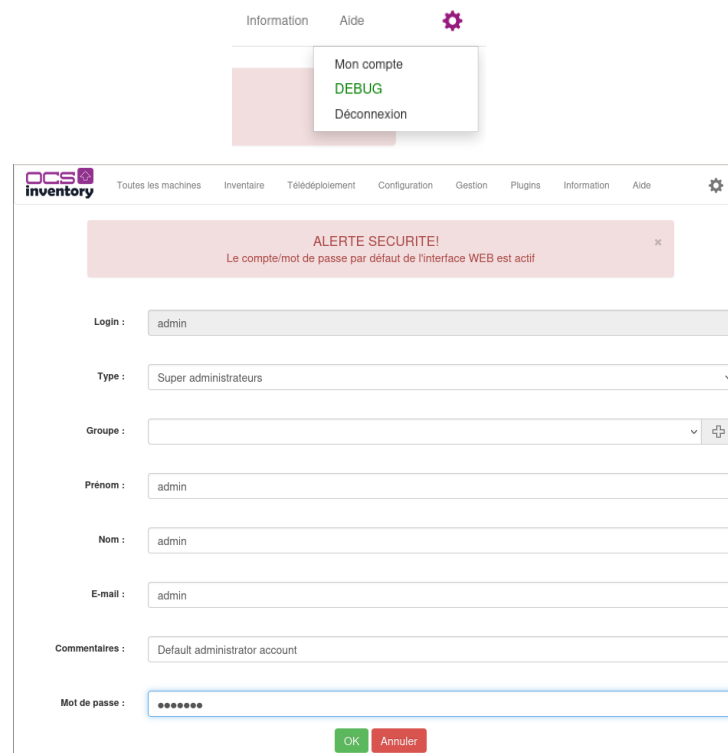 Information Aide
Mon compte
DEBUG
Déconnexion
OCS inventory Toutes les machines Inventaire Télédéploiement Configuration Gestion Plugins Information Aide
ALERTE SECURITE! ×
Le compte/mot de passe par défaut de l'interface WEB est actif
Login : admin
Type : Super administrateurs
Groupe :
Prénom : admin
Nom : admin
E-mail : admin
Commentaires : Default administrator account
Mot de passe : •••••••
OK Annuler